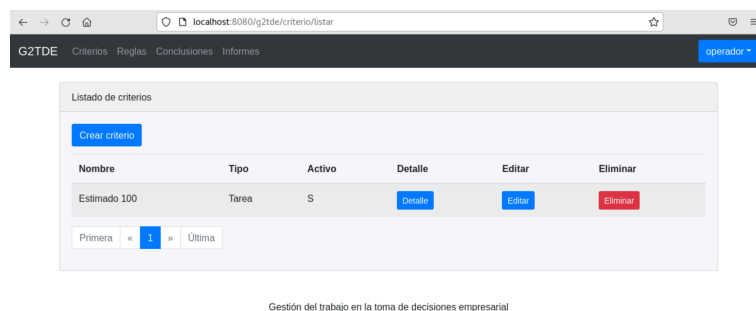 localhost:8080/g2tde/criterio/listar
G2TDE Criterios Reglas Conclusiones Informes operador
Listado de criterios
Crear criterio
Nombre Tipo Activo Detalle Editar Eliminar
Estimado 100 Tarea S Detalle Editar Eliminar
Primera « 1 » Última
Gestión del trabajo en la toma de decisiones empresarial